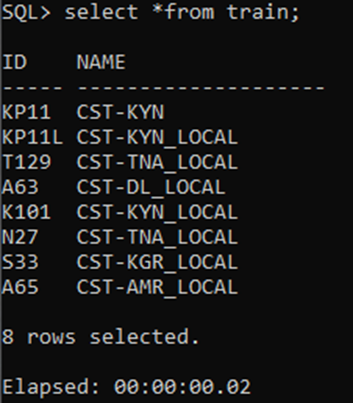 SQL> select *from train;
ID NAME
----- --------------------
KP11 CST-KYN
KP11L CST-KYN_LOCAL
T129 CST-TNA_LOCAL
A63 CST-DL_LOCAL
K101 CST-KYN_LOCAL
N27 CST-TNA_LOCAL
S33 CST-KGR_LOCAL
A65 CST-AMR_LOCAL
8 rows selected.
Elapsed: 00:00:00.02